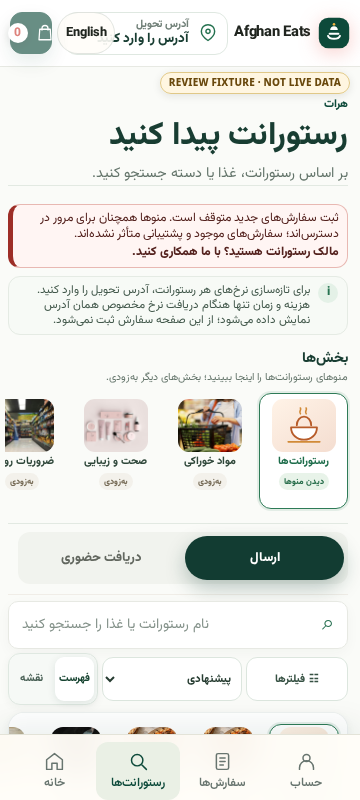 Afghan Eats
آدرس تحویل
آدرس را وارد ک
English
0
REVIEW FIXTURE · NOT LIVE DATA
هرات
رستورانت پیدا کنید
بر اساس رستورانت، غذا یا دسته جستجو کنید.
ثبت سفارش‌های جدید متوقف است. منوها همچنان برای مرور در
دسترس‌اند؛ سفارش‌های موجود و پشتیبانی متأثر نشده‌اند.
مالک رستورانت هستید؟ با ما همکاری کنید.
i
برای تازه‌سازی نرخ‌های هر رستورانت، آدرس تحویل را وارد کنید.
هزینه و زمان تنها هنگام دریافت نرخ مخصوص همان آدرس
نمایش داده می‌شود؛ از این صفحه سفارش ثبت نمی‌شود.
بخش‌ها
منوهای رستورانت‌ها را اینجا ببینید؛ بخش‌های دیگر به‌زودی.
رستورانت‌ها
مواد خوراکی
صحت و زیبایی
ضروریات رو
دیدن منوها
به‌زودی
به‌زودی
به‌زودی
ارسال
دریافت حضوری
نام رستورانت یا غذا را جستجو کنید
فیلترها
پیشنهادی
فهرست
نقشه
حساب
سفارش‌ها
رستورانت‌ها
خانه